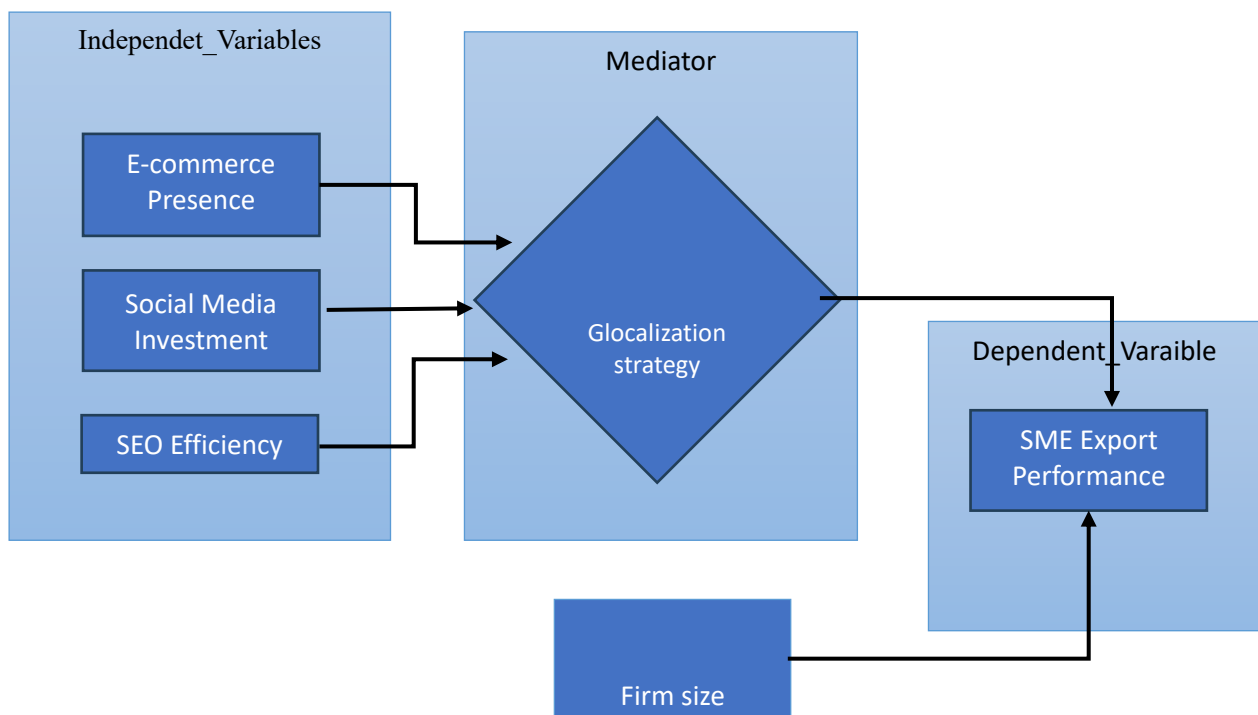 Independet_Variables
E-commerce
Presence
Social Media
Investment
SEO Efficiency
Mediator
Glocalization
strategy
Dependent_Varaible
SME Export
Performance
Firm size